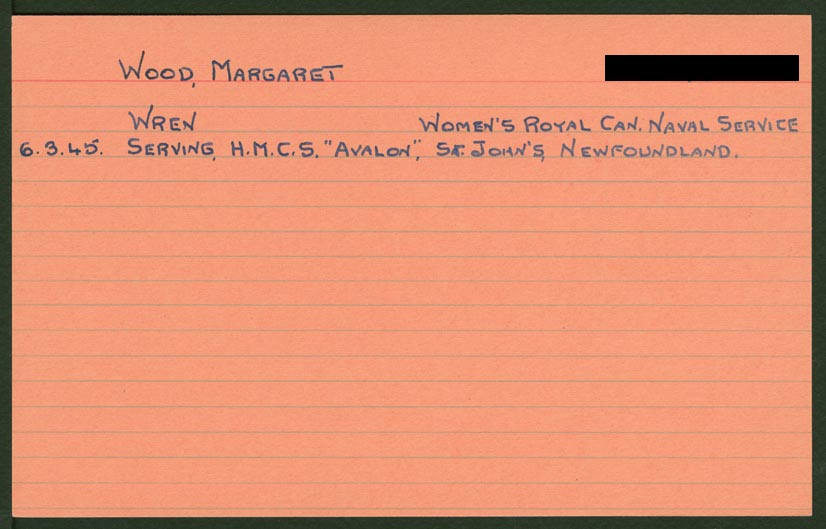 WOOD, MARGARET
WREN WOMEN'S ROYAL CAN. NAVAL SERVICE
6.3.45. SERVING, H.M.C.S. "AVALON", ST. JOHN'S, NEWFOUNDLAND.